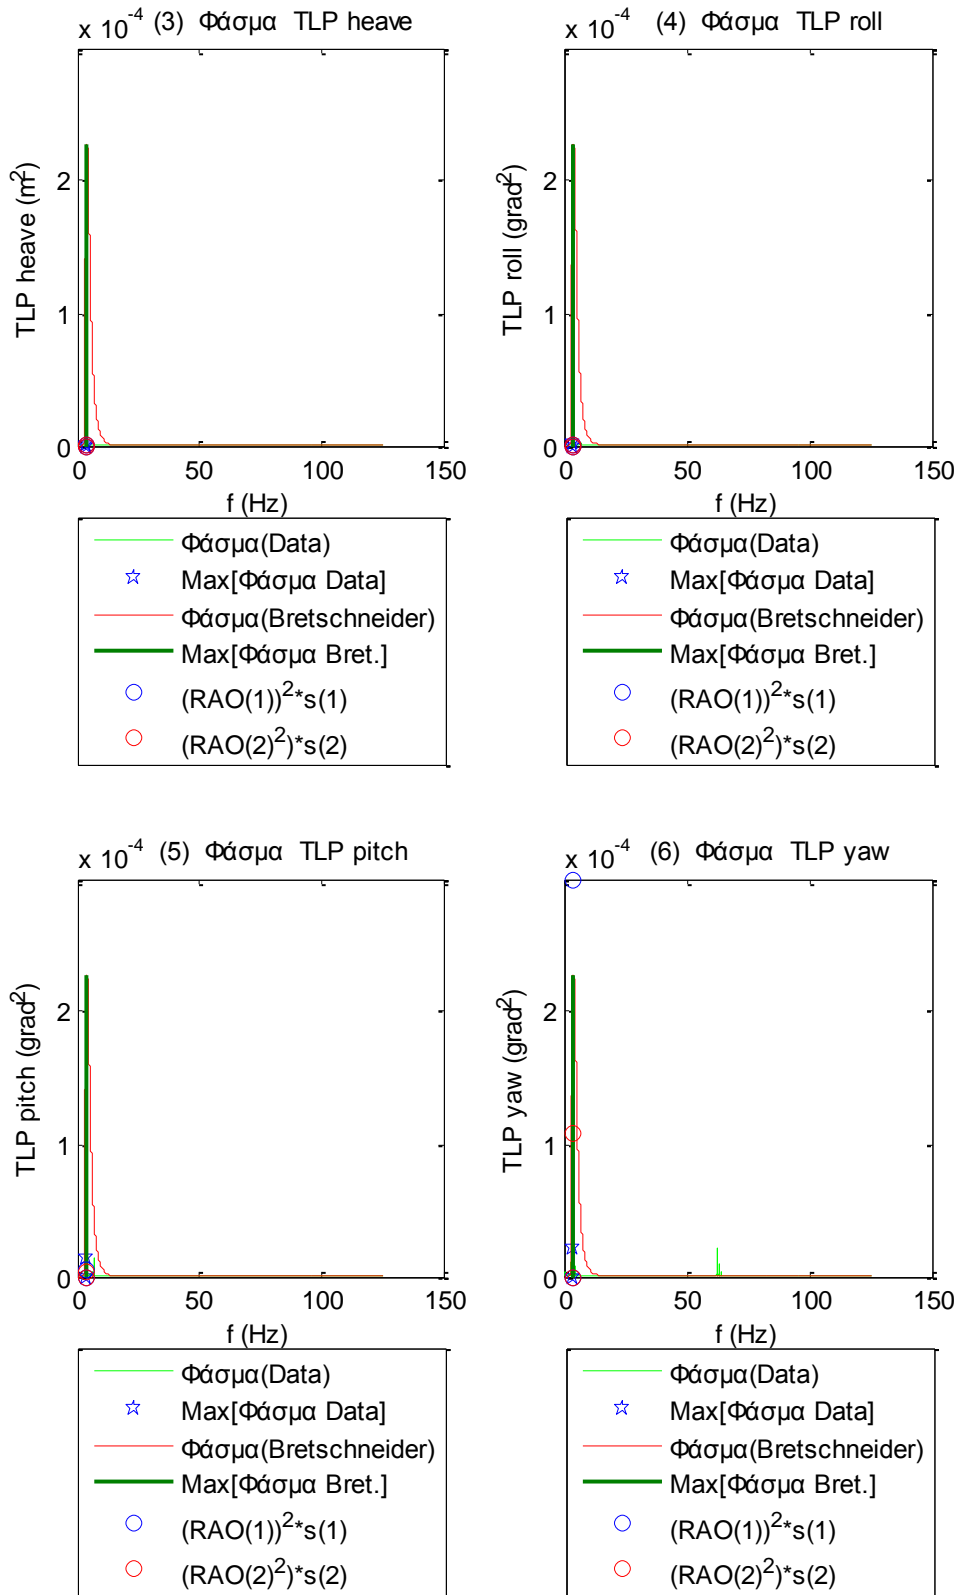 x 10^-4 (3) Φάσμα TLP heave
TLP heave (m^2)
2
1
0
0 50 100 150
f (Hz)
Φάσμα(Data)
Max[Φάσμα Data]
Φάσμα(Bretschneider)
Max[Φάσμα Bret.]
(RAO(1))^2*s(1)
(RAO(2)^2)*s(2)
x 10^-4 (4) Φάσμα TLP roll
TLP roll (grad^2)
2
1
0
0 50 100 150
f (Hz)
Φάσμα(Data)
Max[Φάσμα Data]
Φάσμα(Bretschneider)
Max[Φάσμα Bret.]
(RAO(1))^2*s(1)
(RAO(2)^2)*s(2)
x 10^-4 (5) Φάσμα TLP pitch
TLP pitch (grad^2)
2
1
0
0 50 100 150
f (Hz)
Φάσμα(Data)
Max[Φάσμα Data]
Φάσμα(Bretschneider)
Max[Φάσμα Bret.]
(RAO(1))^2*s(1)
(RAO(2)^2)*s(2)
x 10^-4 (6) Φάσμα TLP yaw
TLP yaw (grad^2)
2
1
0
0 50 100 150
f (Hz)
Φάσμα(Data)
Max[Φάσμα Data]
Φάσμα(Bretschneider)
Max[Φάσμα Bret.]
(RAO(1))^2*s(1)
(RAO(2)^2)*s(2)